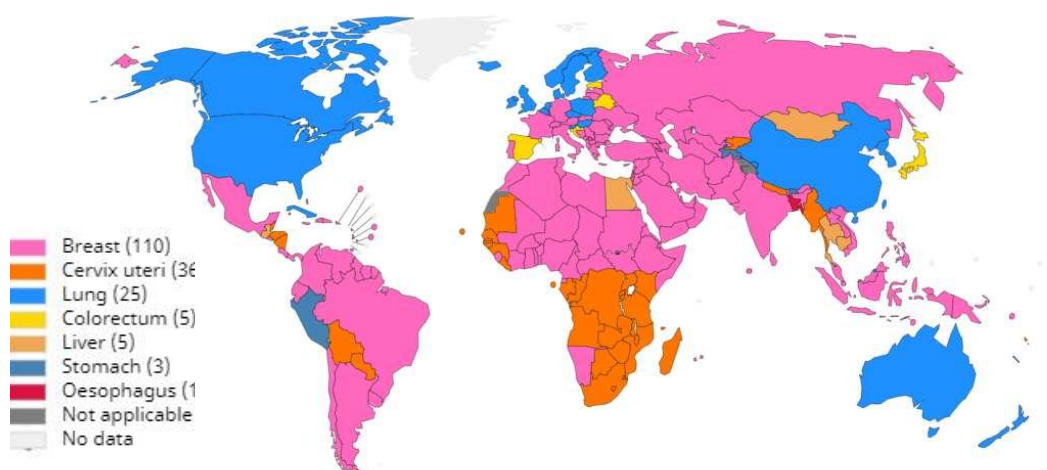 Breast (110)
Cervix uteri (36
Lung (25)
Colorectum (5)
Liver (5)
Stomach (3)
Oesophagus (1
Not applicable
No data